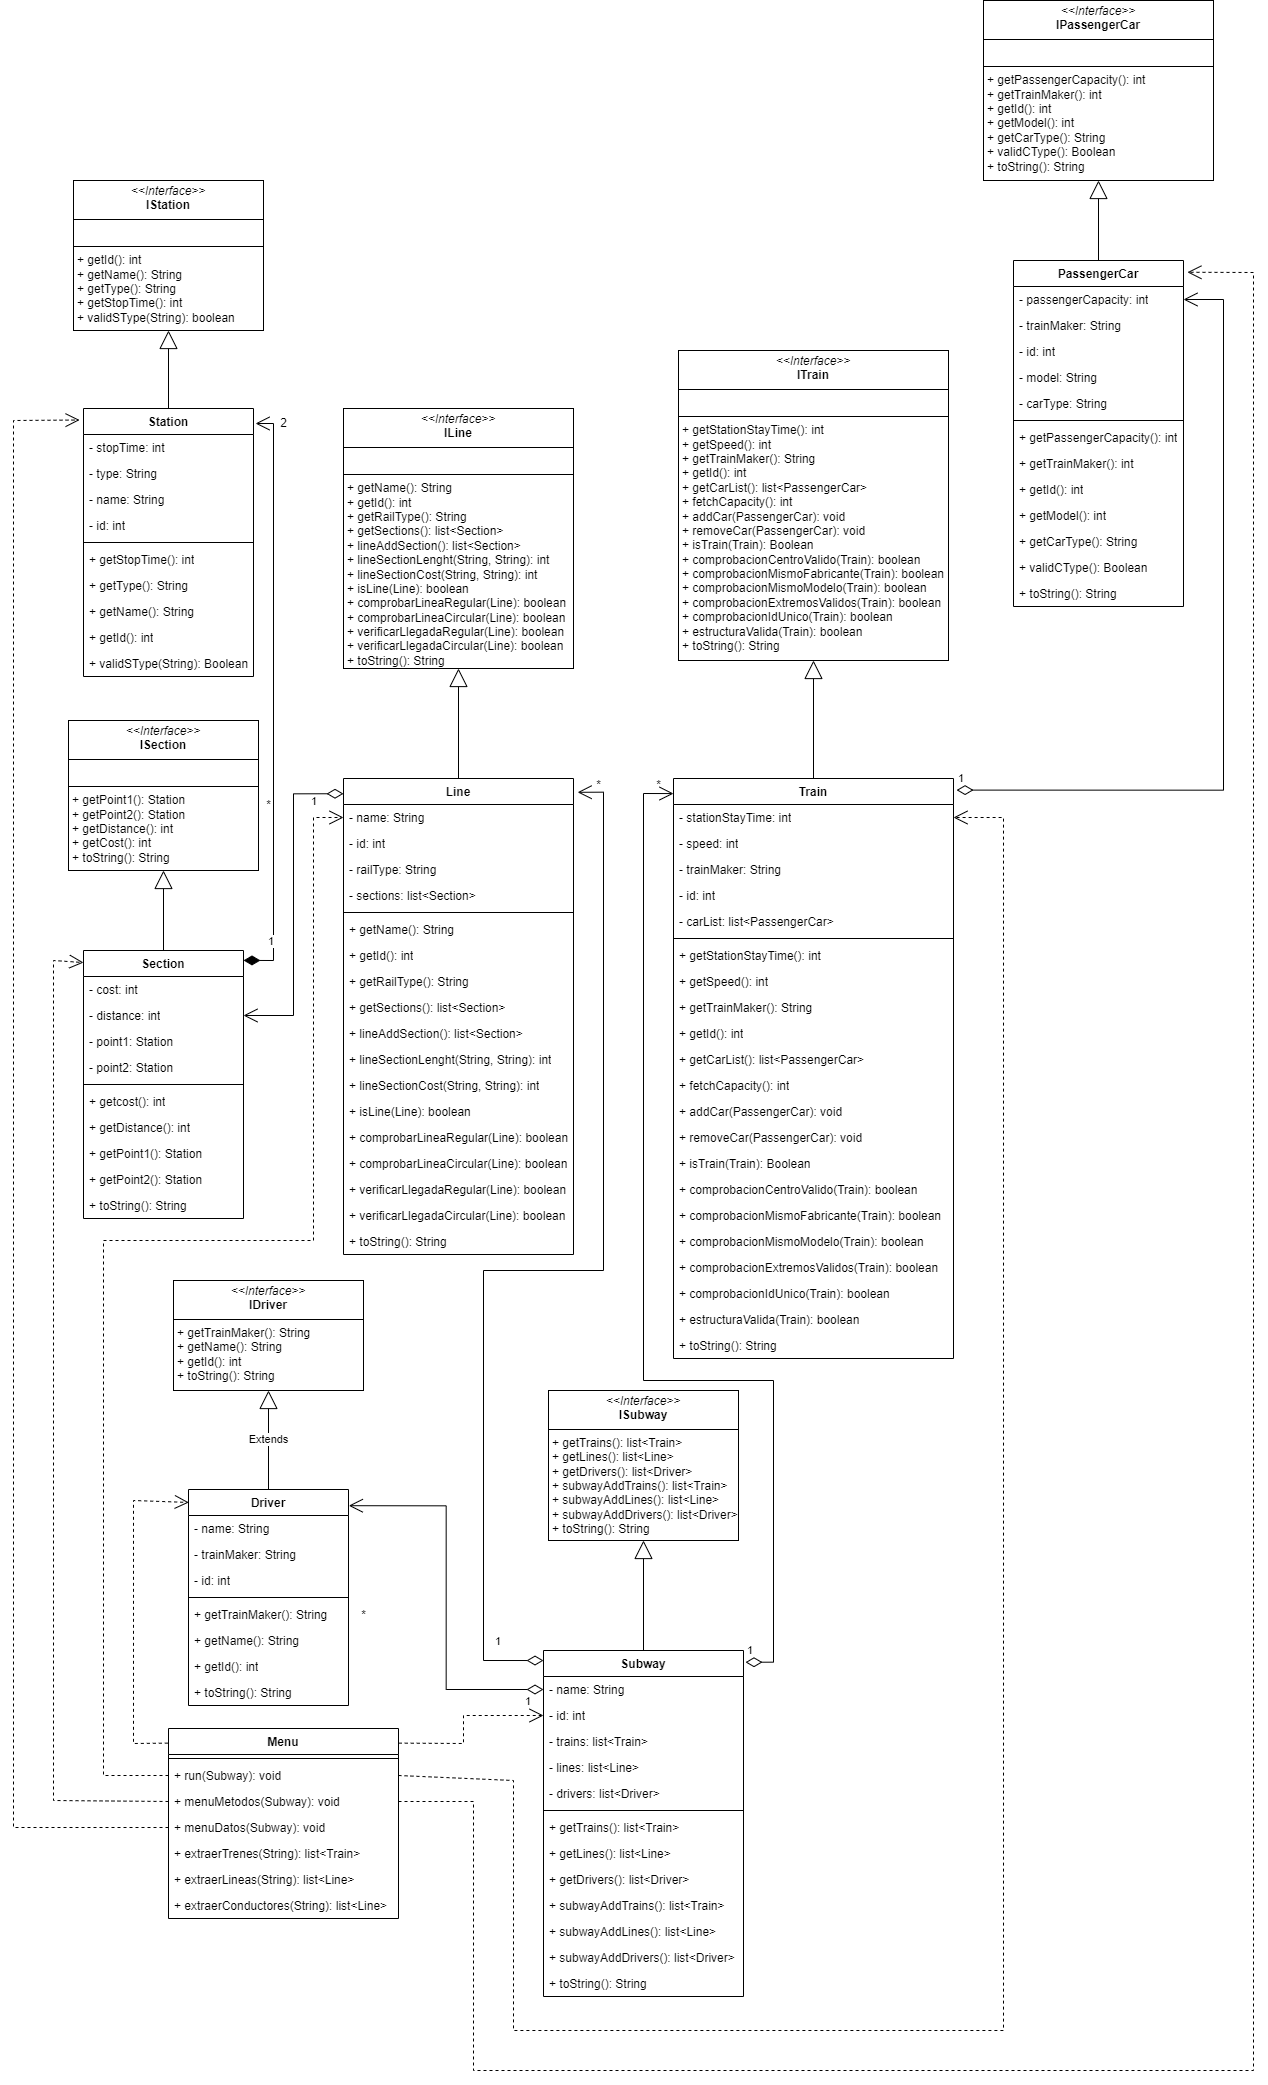 <<Interface>>
IPassengerCar
+ getPassengerCapacity(): int
+ getTrainMaker(): int
+ getId(): int
+ getModel(): int
+ getCarType(): String
+ validCType(): Boolean
+ toString(): String
<<Interface>>
IStation
+ getId(): int
+ getName(): String
+ getType(): String
+ getStopTime(): int
+ validSType(String): boolean
PassengerCar
- passengerCapacity: int
- trainMaker: String
- id: int
- model: String
- carType: String
+ getPassengerCapacity(): int
+ getTrainMaker(): int
+ getId(): int
+ getModel(): int
+ getCarType(): String
+ validCType(): Boolean
+ toString(): String
<<Interface>>
ITrain
+ getStationStayTime(): int
+ getSpeed(): int
+ getTrainMaker(): String
+ getId(): int
+ getCarList(): list<PassengerCar>
+ fetchCapacity(): int
+ addCar(PassengerCar): void
+ removeCar(PassengerCar): void
+ isTrain(Train): Boolean
+ comprobacionCentroValido(Train): boolean
+ comprobacionMismoFabricante(Train): boolean
+ comprobacionMismoModelo(Train): boolean
+ comprobacionExtremosValidos(Train): boolean
+ comprobacionIdUnico(Train): boolean
+ estructuraValida(Train): boolean
+ toString(): String
Station
- stopTime: int
- type: String
- name: String
- id: int
+ getStopTime(): int
+ getType(): String
+ getName(): String
+ getId(): int
+ validSType(String): Boolean
2
<<Interface>>
ILine
+ getName(): String
+ getId(): int
+ getRailType(): String
+ getSections(): list<Section>
+ lineAddSection(): list<Section>
+ lineSectionLenght(String, String): int
+ lineSectionCost(String, String): int
+ isLine(Line): boolean
+ comprobarLineaRegular(Line): boolean
+ comprobarLineaCircular(Line): boolean
+ verificarLlegadaRegular(Line): boolean
+ verificarLlegadaCircular(Line): boolean
+ toString(): String
<<Interface>>
ISection
+ getPoint1(): Station
+ getPoint2(): Station
+ getDistance(): int
+ getCost(): int
+ toString(): String
*
1
Line
- name: String
- id: int
- railType: String
- sections: list<Section>
+ getName(): String
+ getId(): int
+ getRailType(): String
+ getSections(): list<Section>
+ lineAddSection(): list<Section>
+ lineSectionLenght(String, String): int
+ lineSectionCost(String, String): int
+ isLine(Line): boolean
+ comprobarLineaRegular(Line): boolean
+ comprobarLineaCircular(Line): boolean
+ verificarLlegadaRegular(Line): boolean
+ verificarLlegadaCircular(Line): boolean
+ toString(): String
*
*
Train
1
- stationStayTime: int
- speed: int
- trainMaker: String
- id: int
- carList: list<PassengerCar>
+ getStationStayTime(): int
+ getSpeed(): int
+ getTrainMaker(): String
+ getId(): int
+ getCarList(): list<PassengerCar>
+ fetchCapacity(): int
+ addCar(PassengerCar): void
+ removeCar(PassengerCar): void
+ isTrain(Train): Boolean
+ comprobacionCentroValido(Train): boolean
+ comprobacionMismoFabricante(Train): boolean
+ comprobacionMismoModelo(Train): boolean
+ comprobacionExtremosValidos(Train): boolean
+ comprobacionIdUnico(Train): boolean
+ estructuraValida(Train): boolean
+ toString(): String
1
Section
- cost: int
- distance: int
- point1: Station
- point2: Station
+ getcost(): int
+ getDistance(): int
+ getPoint1(): Station
+ getPoint2(): Station
+ toString(): String
<<Interface>>
IDriver
+ getTrainMaker(): String
+ getName(): String
+ getId(): int
+ toString(): String
Extends
<<Interface>>
ISubway
+ getTrains(): list<Train>
+ getLines(): list<Line>
+ getDrivers(): list<Driver>
+ subwayAddTrains(): list<Train>
+ subwayAddLines(): list<Line>
+ subwayAddDrivers(): list<Driver>
+ toString(): String
Driver
- name: String
- trainMaker: String
- id: int
+ getTrainMaker(): String
+ getName(): String
+ getId(): int
+ toString(): String
*
1
1
1
Subway
- name: String
- id: int
- trains: list<Train>
- lines: list<Line>
- drivers: list<Driver>
+ getTrains(): list<Train>
+ getLines(): list<Line>
+ getDrivers(): list<Driver>
+ subwayAddTrains(): list<Train>
+ subwayAddLines(): list<Line>
+ subwayAddDrivers(): list<Driver>
+ toString(): String
Menu
+ run(Subway): void
+ menuMetodos(Subway): void
+ menuDatos(Subway): void
+ extraerTrenes(String): list<Train>
+ extraerLineas(String): list<Line>
+ extraerConductores(String): list<Line>